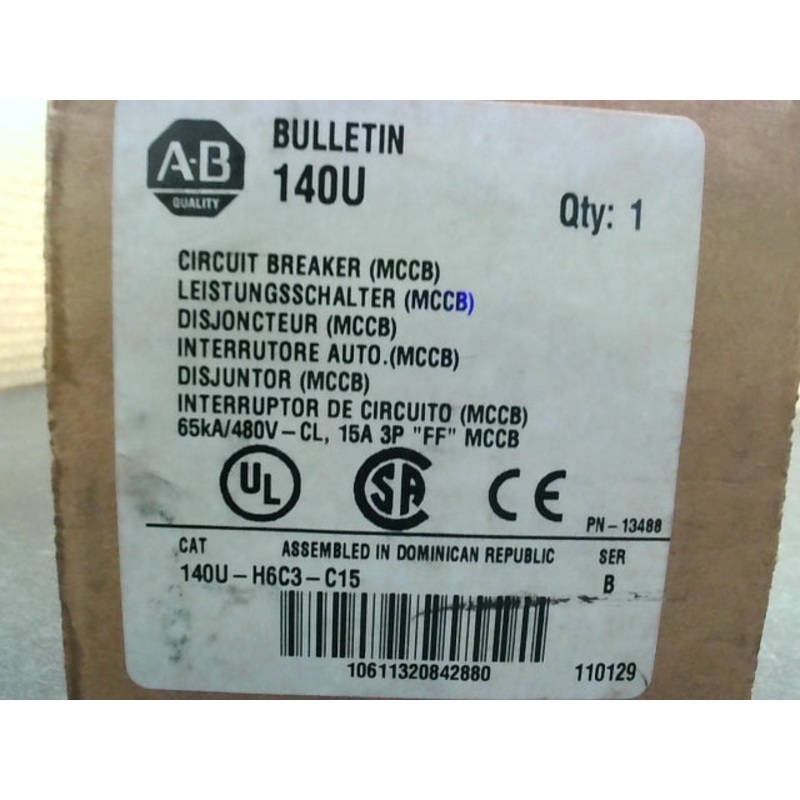 A-B
QUALITY
BULLETIN
140U
Qty: 1
CIRCUIT BREAKER (MCCB)
LEISTUNGSSCHALTER (MCCB)
DISJONCTEUR (MCCB)
INTERRUTORE AUTO.(MCCB)
DISJUNTOR (MCCB)
INTERRUPTOR DE CIRCUITO (MCCB)
65kA/480V-CL, 15A 3P "FF" MCCB
UL
SA
CE
PN-13488
CAT ASSEMBLED IN DOMINICAN REPUBLIC SER
140U-H6C3-C15 B
10611320842880 110129